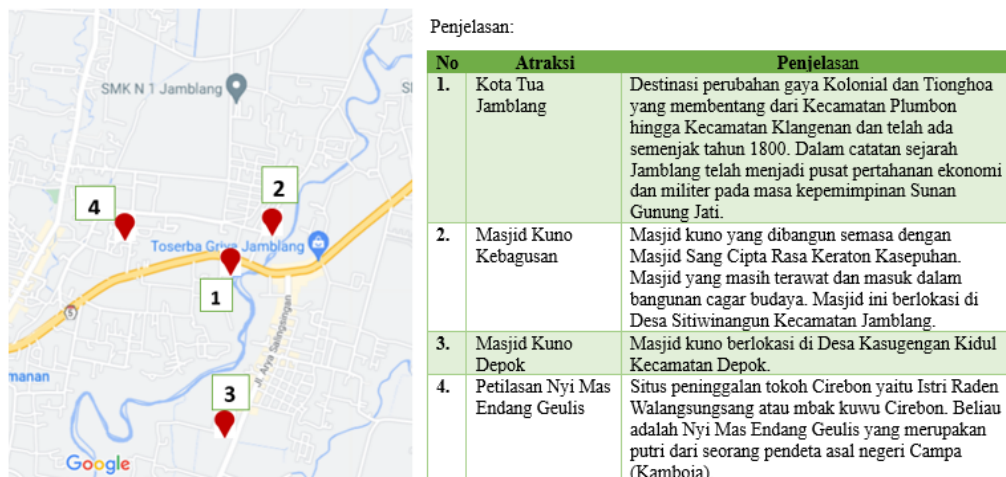 SMK N 1 Jamblang
4
2
Toserba Griya Jamblang
1
5
Jl. Arya Salingsingan
manan
3
Google
Penjelasan:
No Atraksi Penjelasan
1. Kota Tua Destinasi perubahan gaya Kolonial dan Tionghoa
Jamblang yang membentang dari Kecamatan Plumbon
hingga Kecamatan Klangenan dan telah ada
semenjak tahun 1800. Dalam catatan sejarah
Jamblang telah menjadi pusat pertahanan ekonomi
dan militer pada masa kepemimpinan Sunan
Gunung Jati.
2. Masjid Kuno Masjid kuno yang dibangun semasa dengan
Kebagusan Masjid Sang Cipta Rasa Keraton Kasepuhan.
Masjid yang masih terawat dan masuk dalam
bangunan cagar budaya. Masjid ini berlokasi di
Desa Sitiwinangun Kecamatan Jamblang.
3. Masjid Kuno Masjid kuno berlokasi di Desa Kasugengan Kidul
Depok Kecamatan Depok.
4. Petilasan Nyi Mas Situs peninggalan tokoh Cirebon yaitu Istri Raden
Endang Geulis Walangsungsang atau mbak kuwu Cirebon. Beliau
adalah Nyi Mas Endang Geulis yang merupakan
putri dari seorang pendeta asal negeri Campa
(Kamboja)